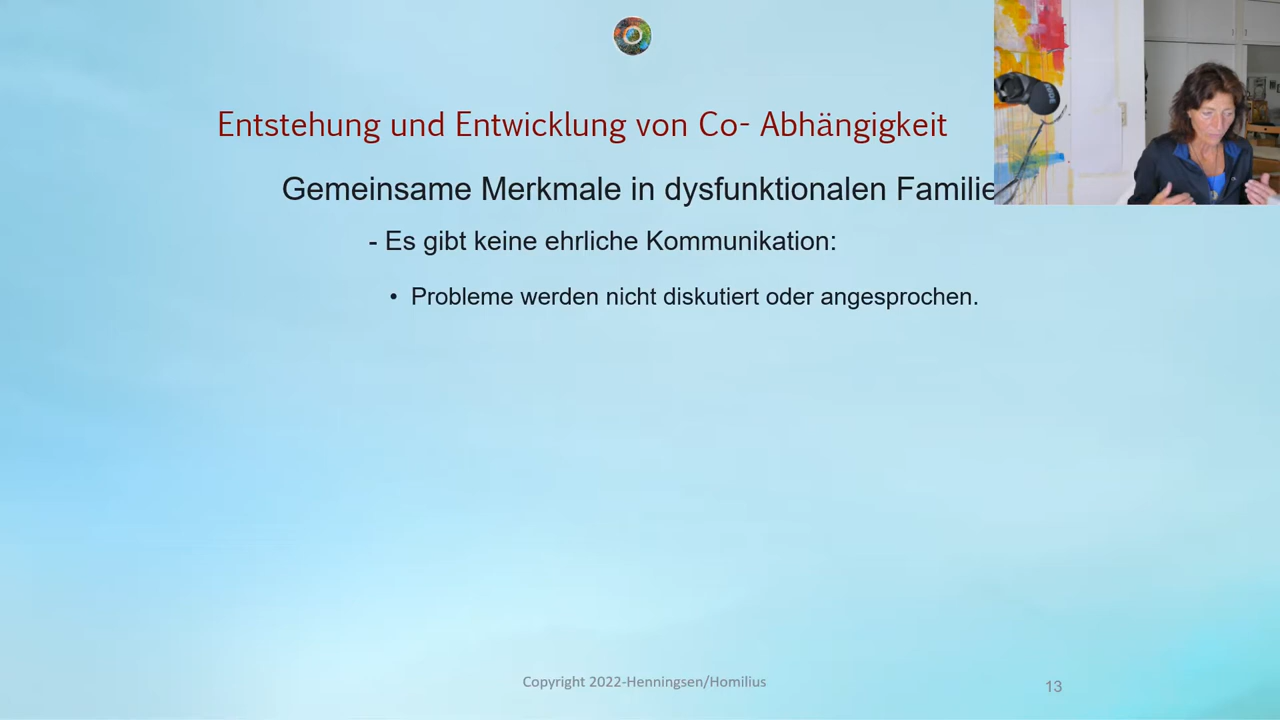 Entstehung und Entwicklung von Co- Abhängigkeit
Gemeinsame Merkmale in dysfunktionalen Familie
- Es gibt keine ehrliche Kommunikation:
• Probleme werden nicht diskutiert oder angesprochen.
Copyright 2022-Henningsen/Homilius
13